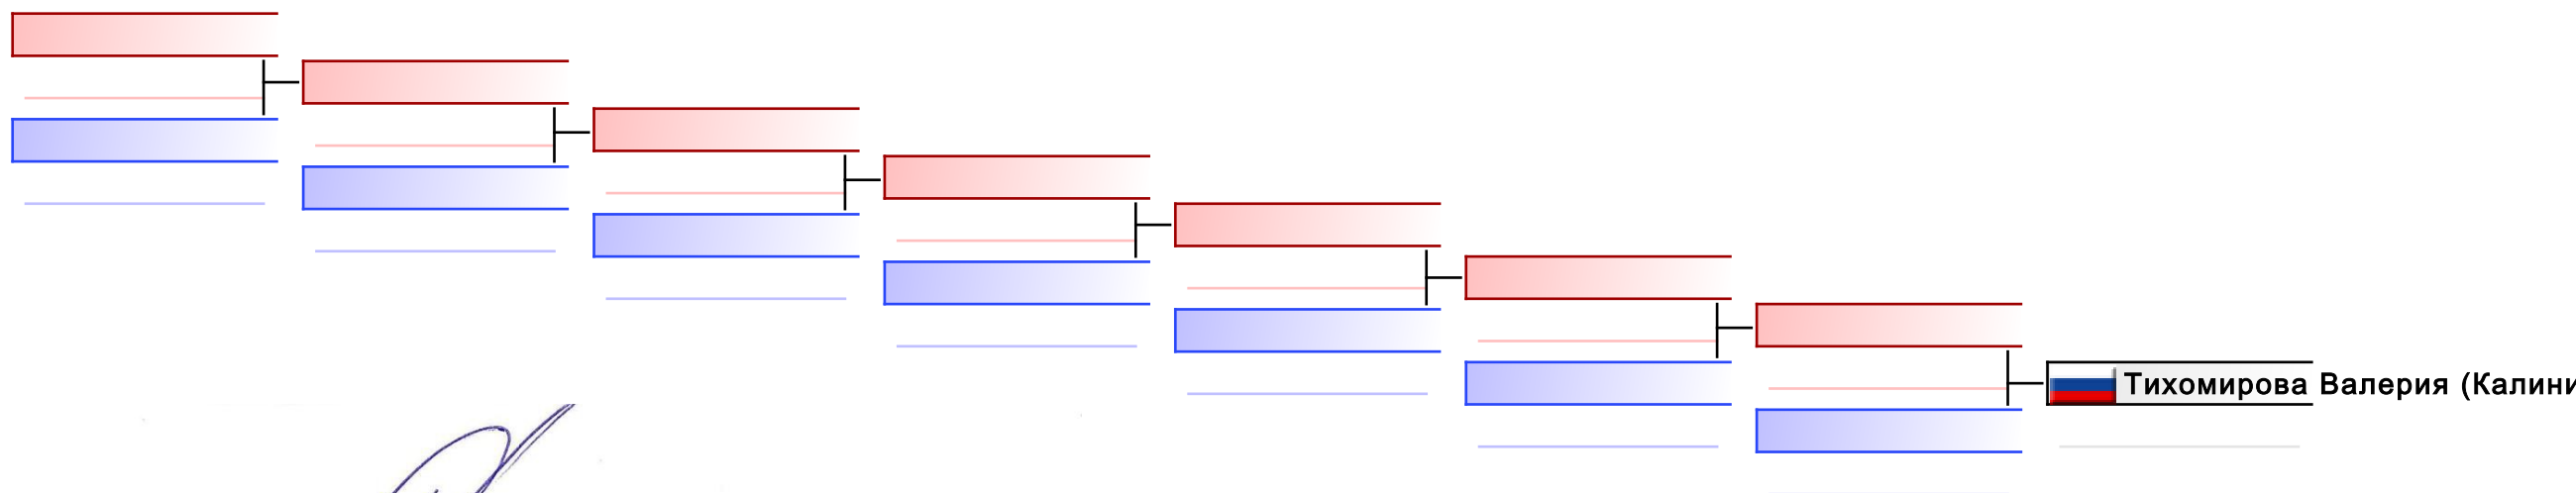 Тихомирова Валерия (Калини